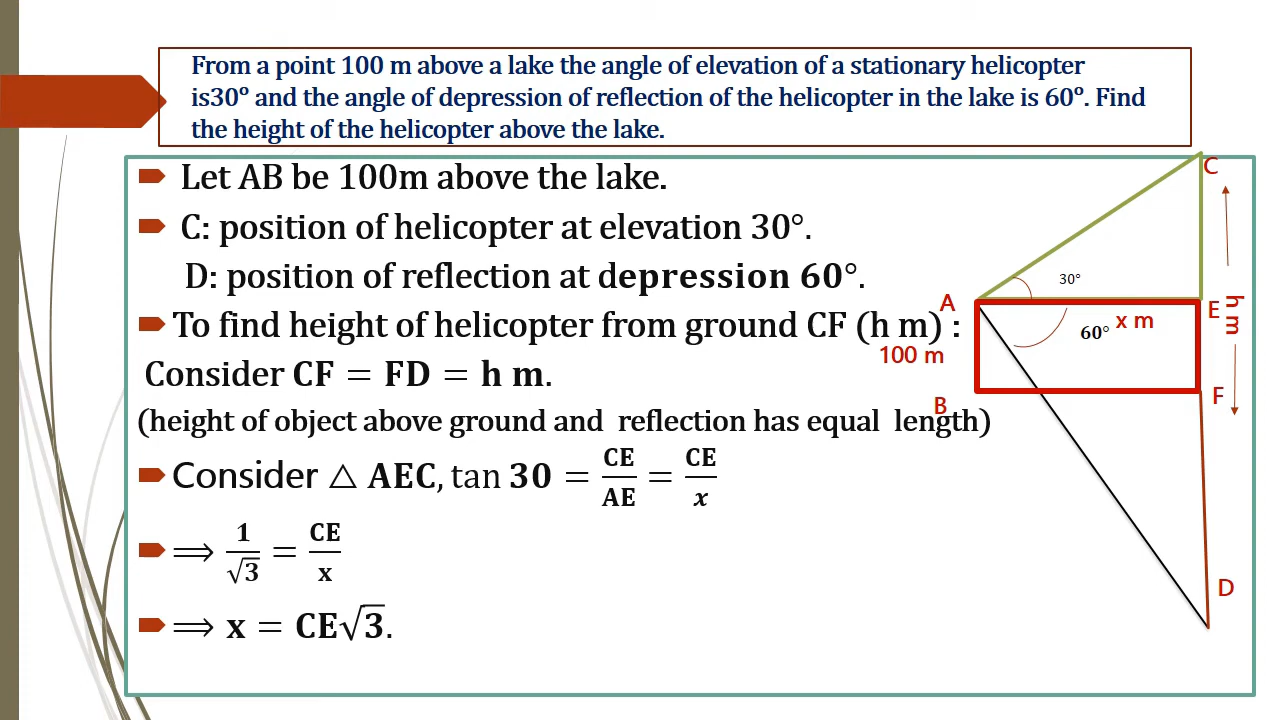 From a point 100 m above a lake the angle of elevation of a stationary helicopter
is30° and the angle of depression of reflection of the helicopter in the lake is 60°. Find
the height of the helicopter above the lake.
Let AB be 100m above the lake.
C: position of helicopter at elevation 30°.
D: position of reflection at depression 60°.
To find height of helicopter from ground CF (h m) :
Consider CF = FD = h m.
(height of object above ground and reflection has equal length)
Consider △ AEC, tan 30 = CE/AE = CE/x
⟹ 1/√3 = CE/x
⟹ x = CE√3.
C
30°
A
E
h m
60°
x m
100 m
B
F
D